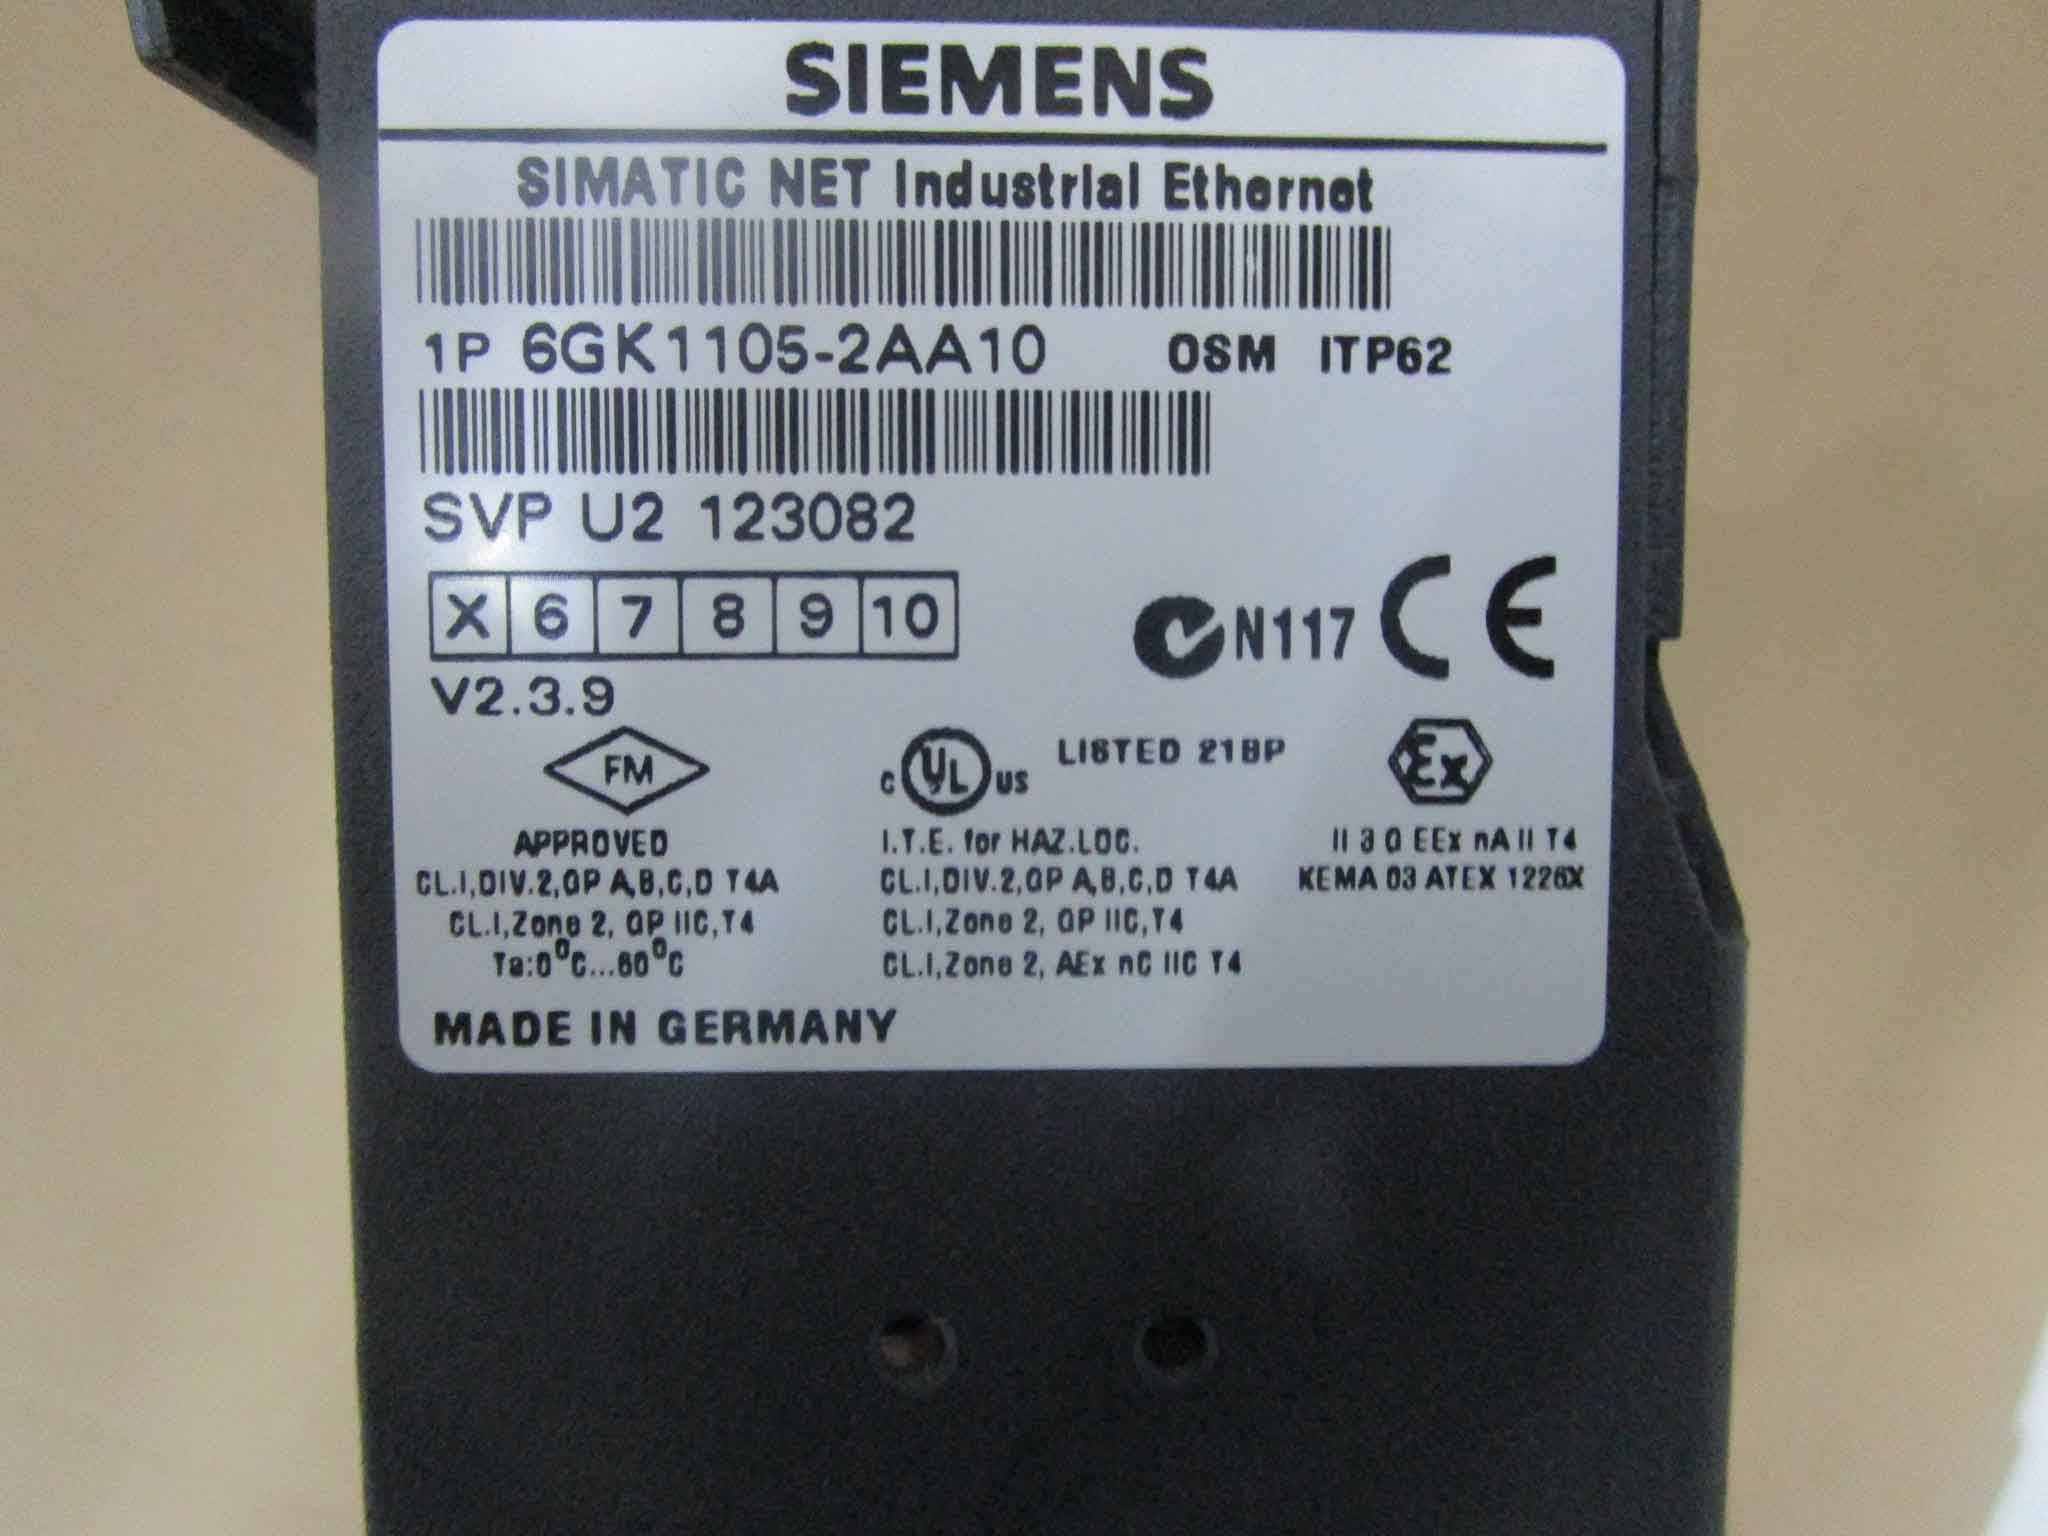 SIEMENS
SIMATIC NET Industrial Ethernet
1P 6GK1105-2AA10 OSM ITP62
SVP U2 123082
X 6 7 8 9 10
N117 CE
V2.3.9
FM
C UL US LISTED 21BP
Ex
APPROVED
CL.I,DIV.2,GP A,B,C,D T4A
CL.I,Zone 2, GP IIC,T4
Ta:0°C...60°C
I.T.E. for HAZ.LOC.
CL.I,DIV.2,GP A,B,C,D T4A
CL.I,Zone 2, GP IIC,T4
CL.I,Zone 2, AEx nC IIC T4
II 3 G EEx nA II T4
KEMA 03 ATEX 1226X
MADE IN GERMANY